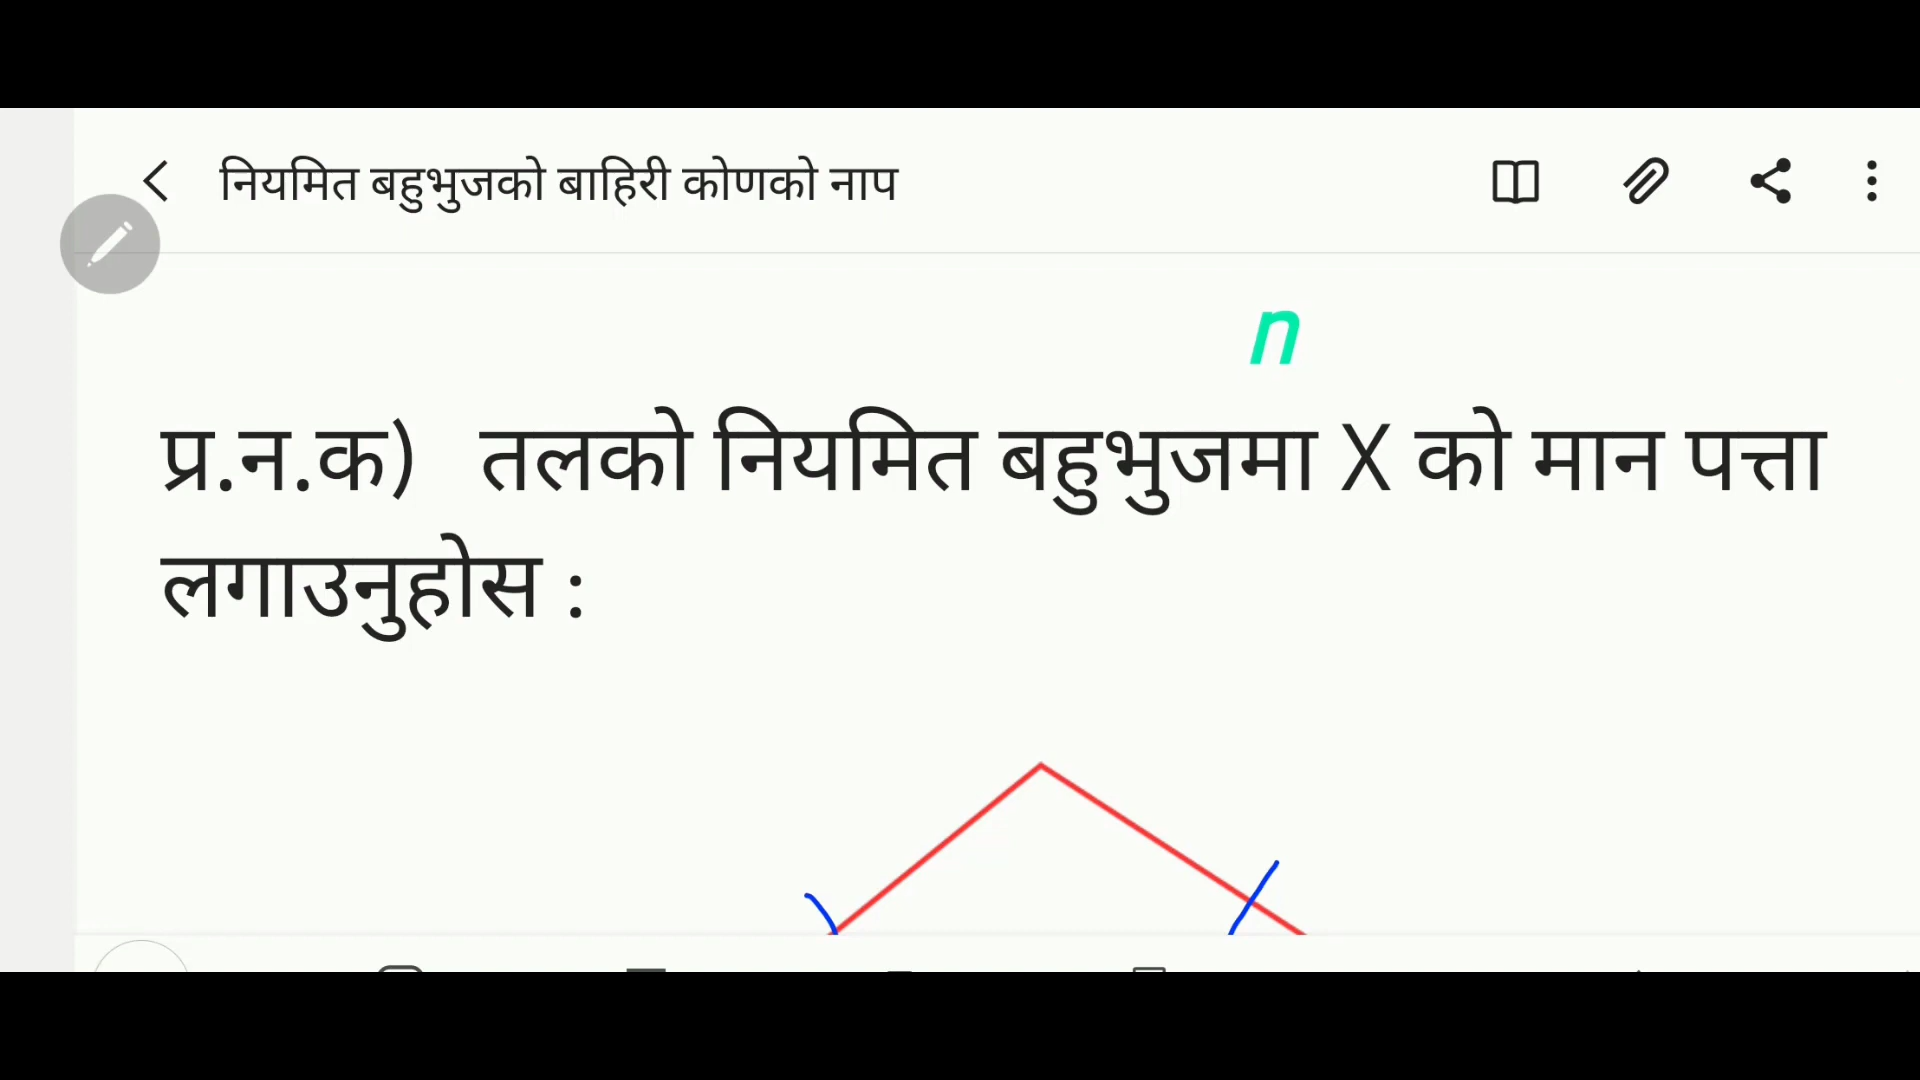 नियमित बहुभुजको बाहिरी कोणको नाप
n
प्र.न.क) तलको नियमित बहुभुजमा X को मान पत्ता
लगाउनुहोस :